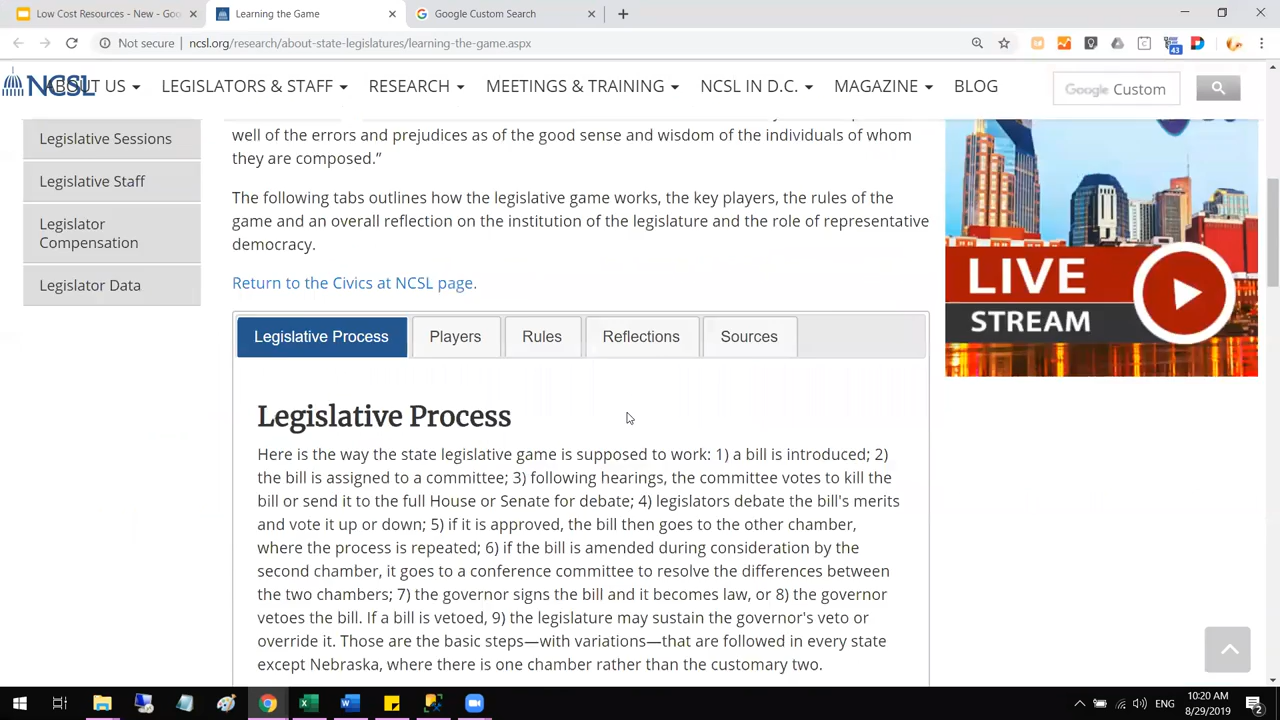 Low Cost Resources - New - Goo
Learning the Game
Google Custom Search
Not secure | ncsl.org/research/about-state-legislatures/learning-the-game.aspx
43
NCSL
ABOUT US
LEGISLATORS & STAFF
RESEARCH
MEETINGS & TRAINING
NCSL IN D.C.
MAGAZINE
BLOG
Google Custom
Legislative Sessions
Legislative Staff
Legislator
Compensation
Legislator Data
well of the errors and prejudices as of the good sense and wisdom of the individuals of whom
they are composed.”
The following tabs outlines how the legislative game works, the key players, the rules of the
game and an overall reflection on the institution of the legislature and the role of representative
democracy.
Return to the Civics at NCSL page.
LIVE
STREAM
Legislative Process
Players
Rules
Reflections
Sources
Legislative Process
Here is the way the state legislative game is supposed to work: 1) a bill is introduced; 2)
the bill is assigned to a committee; 3) following hearings, the committee votes to kill the
bill or send it to the full House or Senate for debate; 4) legislators debate the bill's merits
and vote it up or down; 5) if it is approved, the bill then goes to the other chamber,
where the process is repeated; 6) if the bill is amended during consideration by the
second chamber, it goes to a conference committee to resolve the differences between
the two chambers; 7) the governor signs the bill and it becomes law, or 8) the governor
vetoes the bill. If a bill is vetoed, 9) the legislature may sustain the governor's veto or
override it. Those are the basic steps—with variations—that are followed in every state
except Nebraska, where there is one chamber rather than the customary two.
ENG
10:20 AM
8/29/2019
2